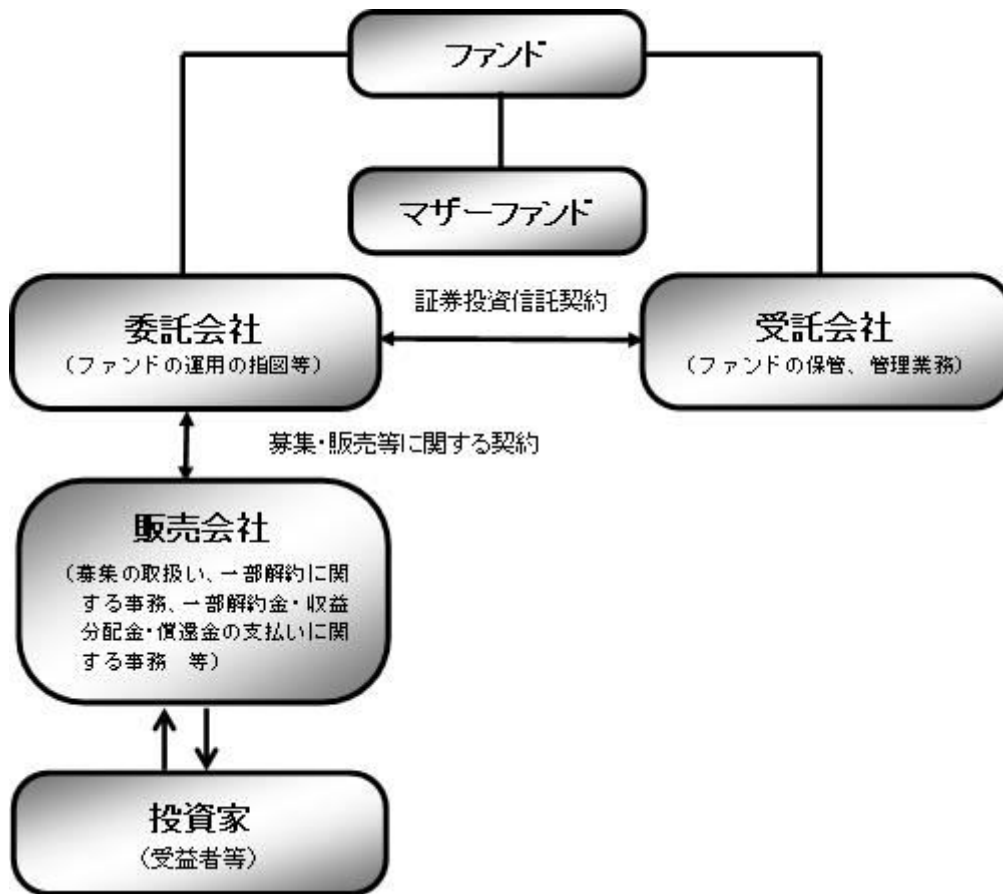 ファンド
マザーファンド
証券投資信託契約
委託会社
（ファンドの運用の指図等）
受託会社
（ファンドの保管、管理業務）
募集・販売等に関する契約
販売会社
（募集の取扱い、一部解約に関
する事務、一部解約金・収益
分配金・償還金の支払いに関
する事務　等）
投資家
（受益者等）